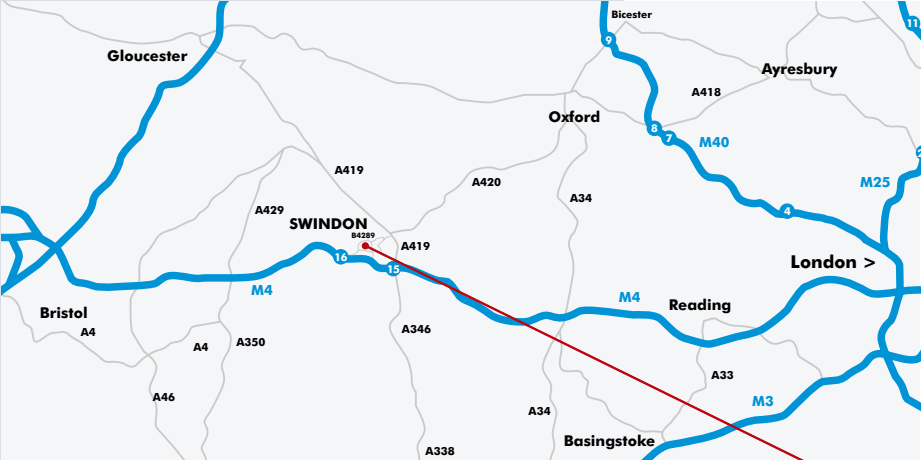 Bicester
11
9
Gloucester
Ayresbury
A418
Oxford
8
7
M40
A419
A420
M25
A34
A429
4
SWINDON
B4289
A419
16
London >
15
M4
M4
Reading
Bristol
A4
A346
A4
A350
A33
A46
M3
A34
Basingstoke
A338